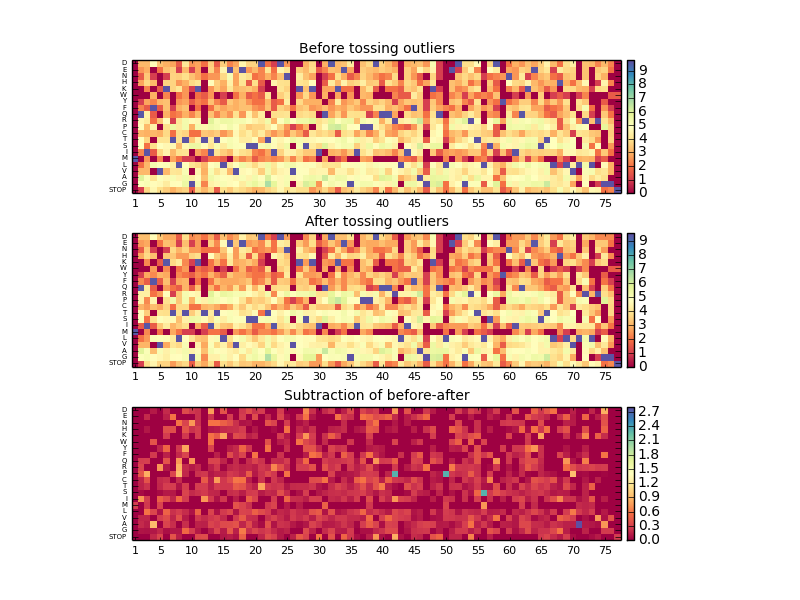 Before tossing outliers
D
E
N
H
K
W
Y
F
Q
R
P
C
T
S
I
M
L
V
A
G
STOP
1 5 10 15 20 25 30 35 40 45 50 55 60 65 70 75
9
8
7
6
5
4
3
2
1
0
After tossing outliers
D
E
N
H
K
W
Y
F
Q
R
P
C
T
S
I
M
L
V
A
G
STOP
1 5 10 15 20 25 30 35 40 45 50 55 60 65 70 75
9
8
7
6
5
4
3
2
1
0
Subtraction of before-after
D
E
N
H
K
W
Y
F
Q
R
P
C
T
S
I
M
L
V
A
G
STOP
1 5 10 15 20 25 30 35 40 45 50 55 60 65 70 75
2.7
2.4
2.1
1.8
1.5
1.2
0.9
0.6
0.3
0.0